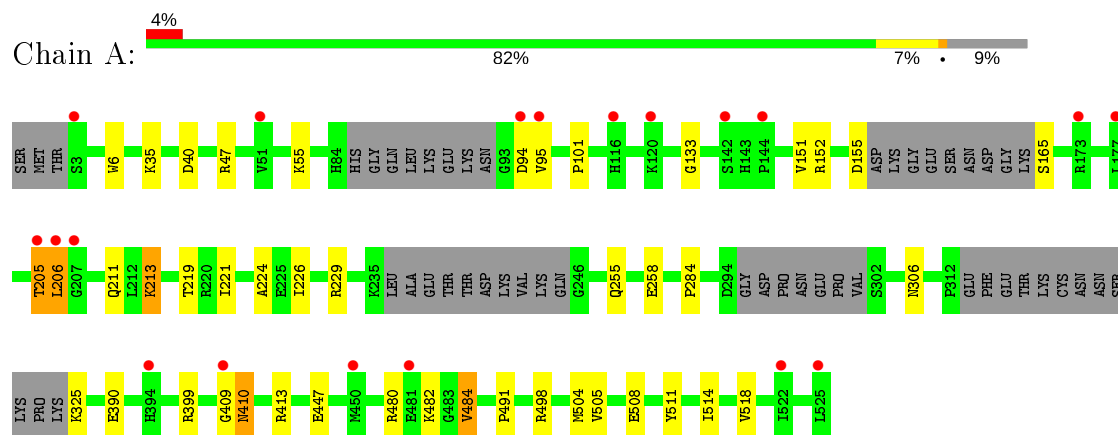 4%
Chain A:
82% 7% • 9%
SER MET THR S3 W6 K35 D40 R47 V51 K55 H84 HIS GLY GLN LEU LYS GLU LYS ASN G93 D94 V95 P101 H116 K120 G133 S142 H143 P144 V151 R152 D155 ASP LYS GLY GLU SER ASN ASP GLY LYS S165 R173 L177
T205 L206 G207 Q211 L212 K213 T219 R220 I221 A224 E225 I226 R229 K235 LEU ALA GLU THR THR ASP LYS VAL LYS GLN G246 Q255 E258 P284 D294 GLY ASP PRO ASN GLU PRO VAL S302 N306 P312 GLU PHE GLU THR LYS CYS ASN ASN SER
LYS PRO LYS K325 E390 H394 R399 G409 N410 R413 E447 M450 R480 E481 K482 G483 V484 P491 R498 M504 V505 E508 Y511 I514 V518 I522 L525